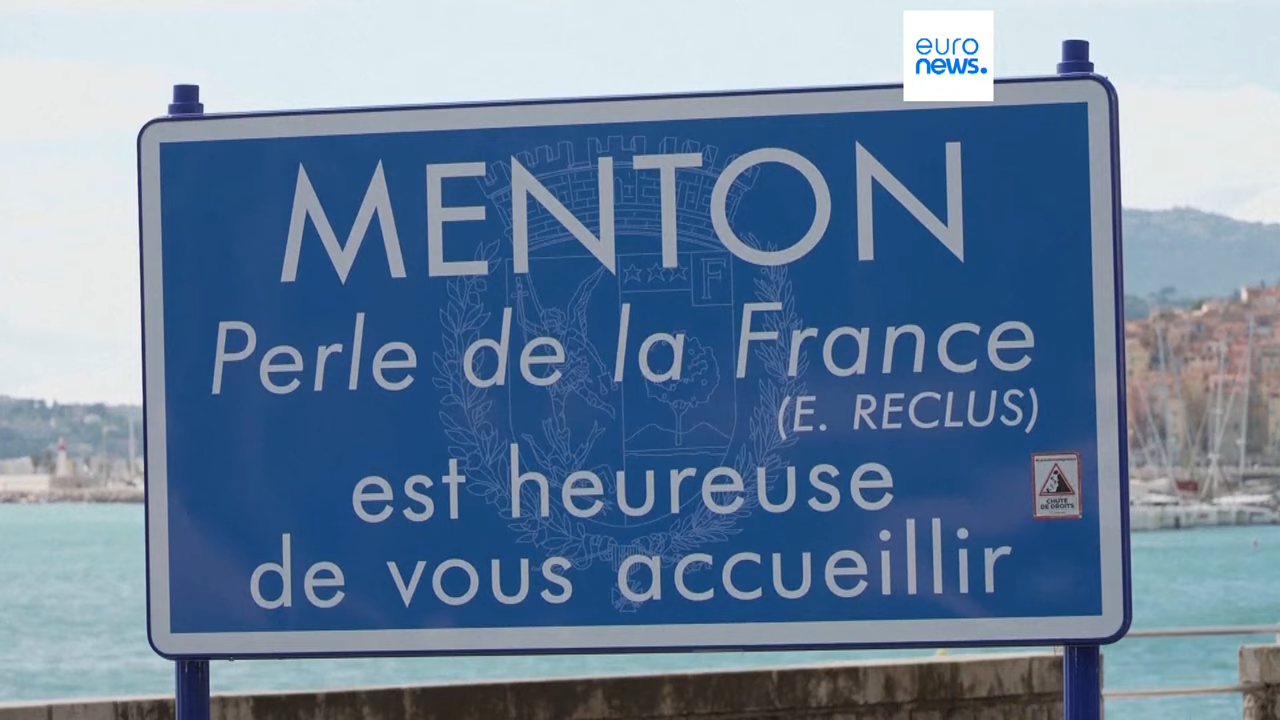 euro
news.
MENTON
F
Perle de la France
(E. RECLUS)
est heureuse
de vous accueillir
CHUTE
DE DROITS